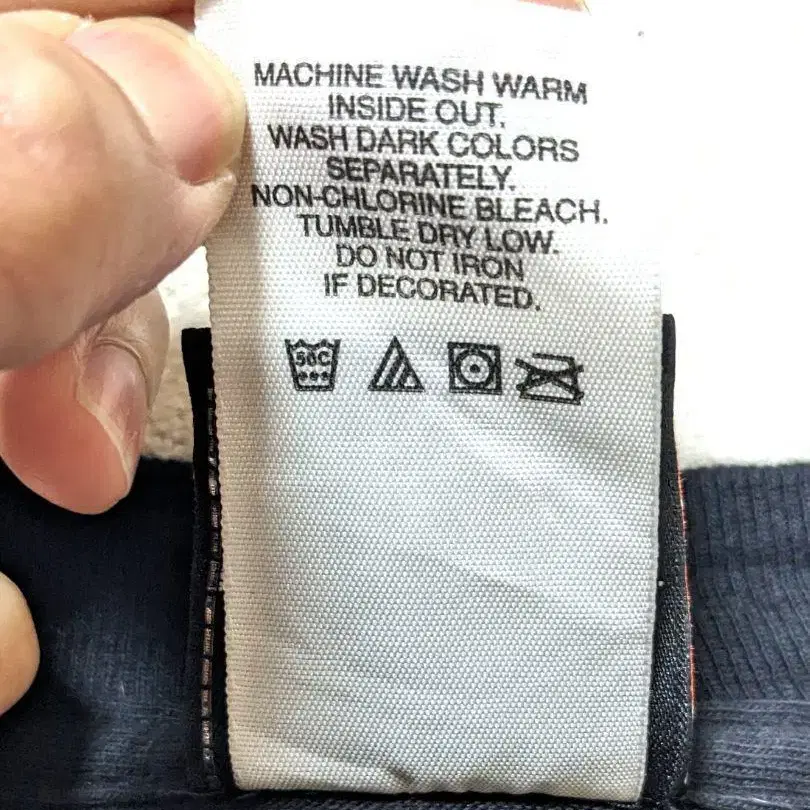 MACHINE WASH WARM
INSIDE OUT.
WASH DARK COLORS
SEPARATELY.
NON-CHLORINE BLEACH.
TUMBLE DRY LOW.
DO NOT IRON
IF DECORATED.
50C